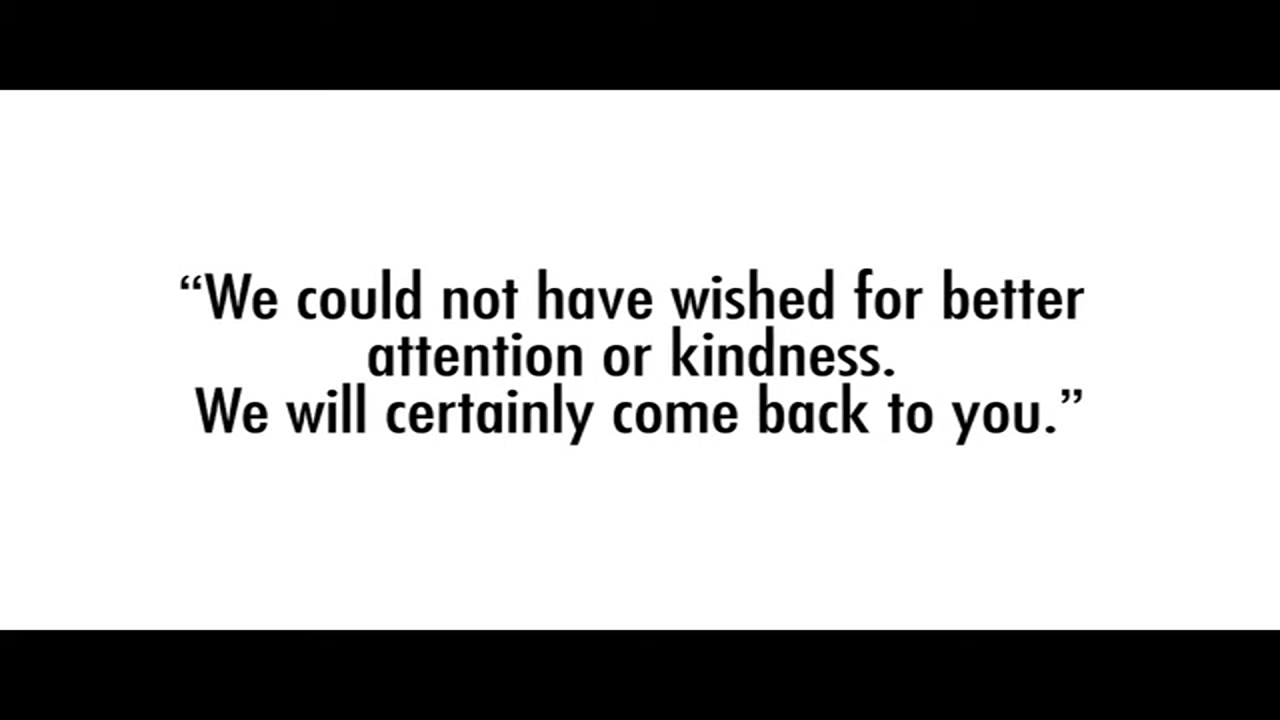 “We could not have wished for better
attention or kindness.
We will certainly come back to you.”